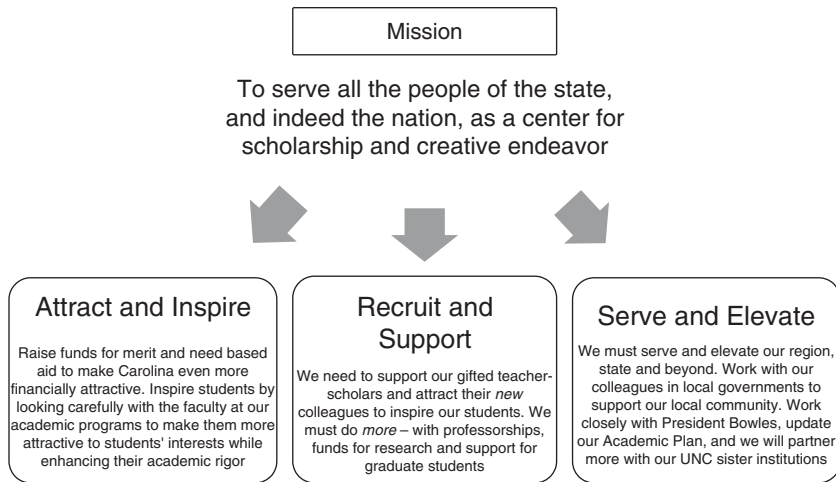 Mission
To serve all the people of the state,
and indeed the nation, as a center for
scholarship and creative endeavor
Attract and Inspire
Raise funds for merit and need based
aid to make Carolina even more
financially attractive. Inspire students by
looking carefully with the faculty at our
academic programs to make them more
attractive to students' interests while
enhancing their academic rigor
Recruit and
Support
We need to support our gifted teacher-
scholars and attract their new
colleagues to inspire our students. We
must do more – with professorships,
funds for research and support for
graduate students
Serve and Elevate
We must serve and elevate our region,
state and beyond. Work with our
colleagues in local governments to
support our local community. Work
closely with President Bowles, update
our Academic Plan, and we will partner
more with our UNC sister institutions